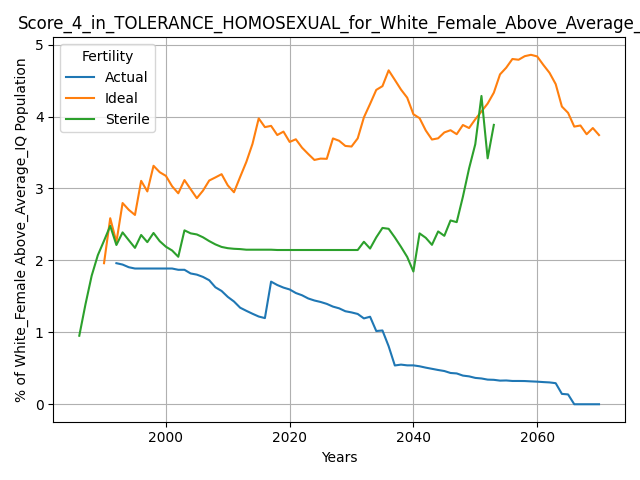 Score_4_in_TOLERANCE_HOMOSEXUAL_for_White_Female_Above_Average_
Fertility
Actual
Ideal
Sterile
% of White_Female Above_Average_IQ Population
5
4
3
2
1
0
2000
2020
2040
2060
Years